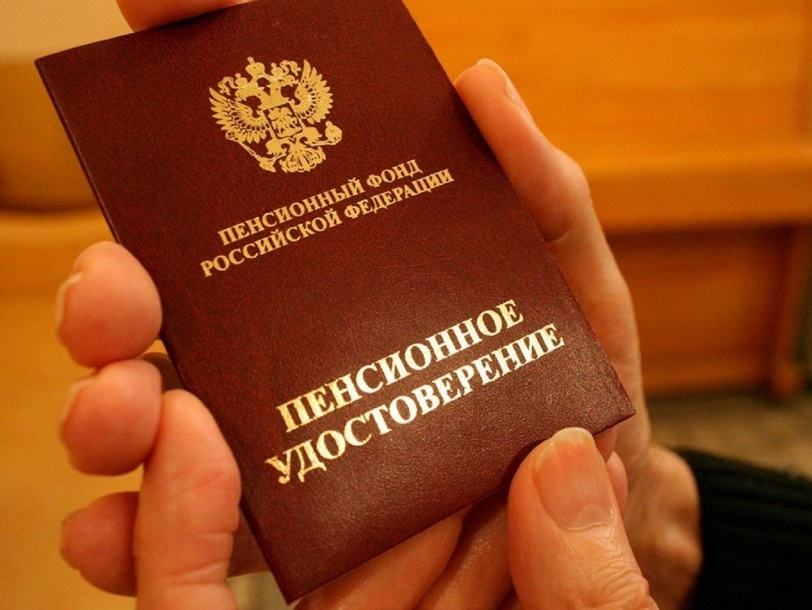 ПЕНСИОННЫЙ ФОНД
РОССИЙСКОЙ ФЕДЕРАЦИИ
ПЕНСИОННОЕ
УДОСТОВЕРЕНИЕ